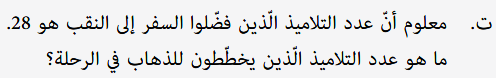 ت. معلوم أنّ عدد التلاميذ الّذين فضّلوا السفر إلى النقب هو 28.
ما هو عدد التلاميذ الّذين يخطّطون للذهاب في الرحلة؟